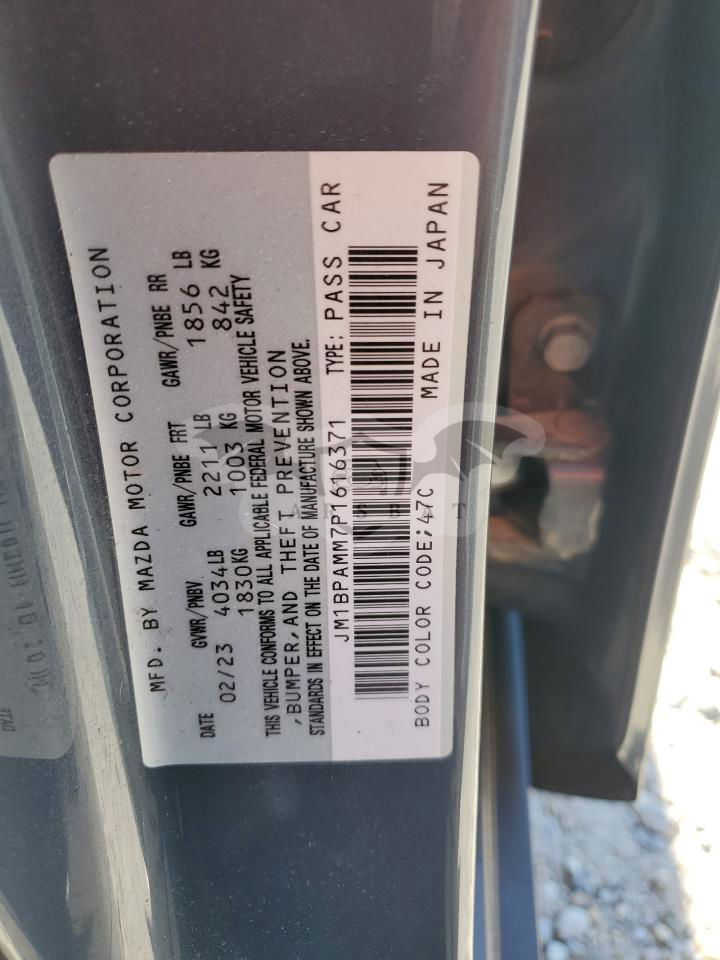 MFD. BY MAZDA MOTOR CORPORATION
GVWR/PNBV GAWR/PNBE FRT GAWR/PNBE RR
DATE 4034LB 2211LB 1856 LB
02/23 1830KG 1003 KG 842 KG
THIS VEHICLE CONFORMS TO ALL APPLICABLE FEDERAL MOTOR VEHICLE SAFETY
,BUMPER,AND THEFT PREVENTION
STANDARDS IN EFFECT ON THE DATE OF MANUFACTURE SHOWN ABOVE.
JM1BPAMM7P1616371 TYPE: PASS CAR
BODY COLOR CODE;47C MADE IN JAPAN